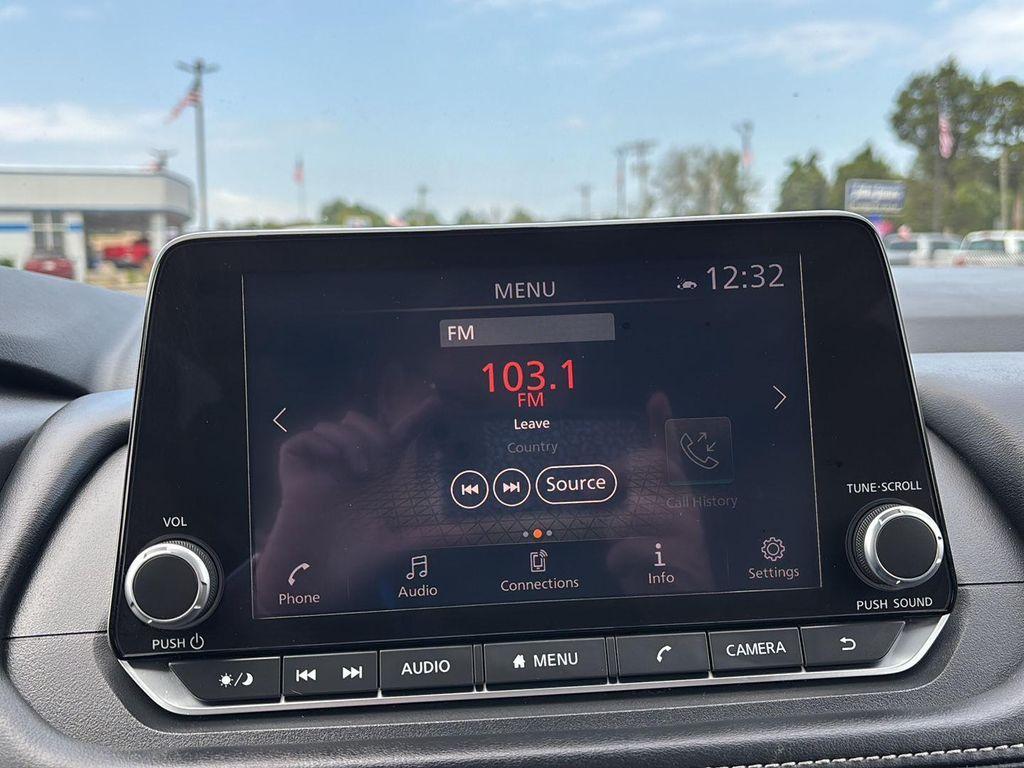 MENU
12:32
FM
103.1
FM
Leave
Country
Source
Call History
Phone
Audio
Connections
Info
Settings
VOL
PUSH
TUNE·SCROLL
PUSH SOUND
AUDIO
MENU
CAMERA